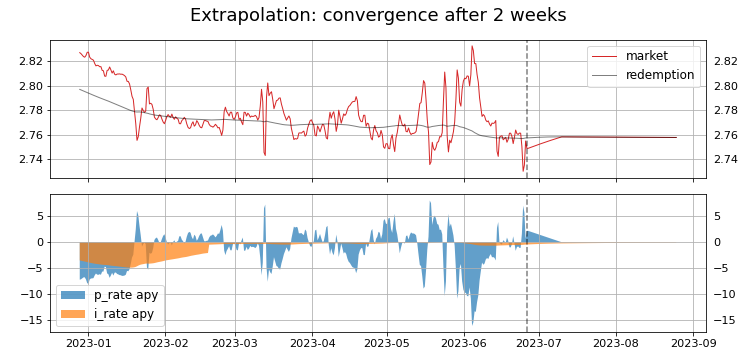 Extrapolation: convergence after 2 weeks
2.82 2.82
2.80 2.80
2.78 2.78
2.76 2.76
2.74 2.74
market
redemption
5 5
0 0
−5 −5
−10 −10
−15 −15
p_rate apy
i_rate apy
2023-01 2023-02 2023-03 2023-04 2023-05 2023-06 2023-07 2023-08 2023-09